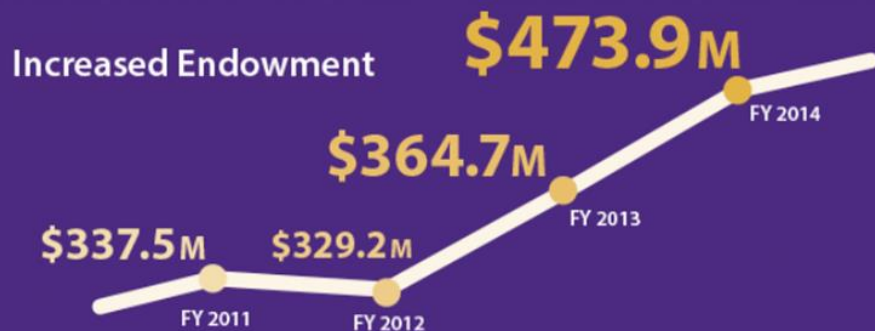 Increased Endowment
$337.5M
FY 2011
$329.2M
FY 2012
$364.7M
FY 2013
$473.9M
FY 2014